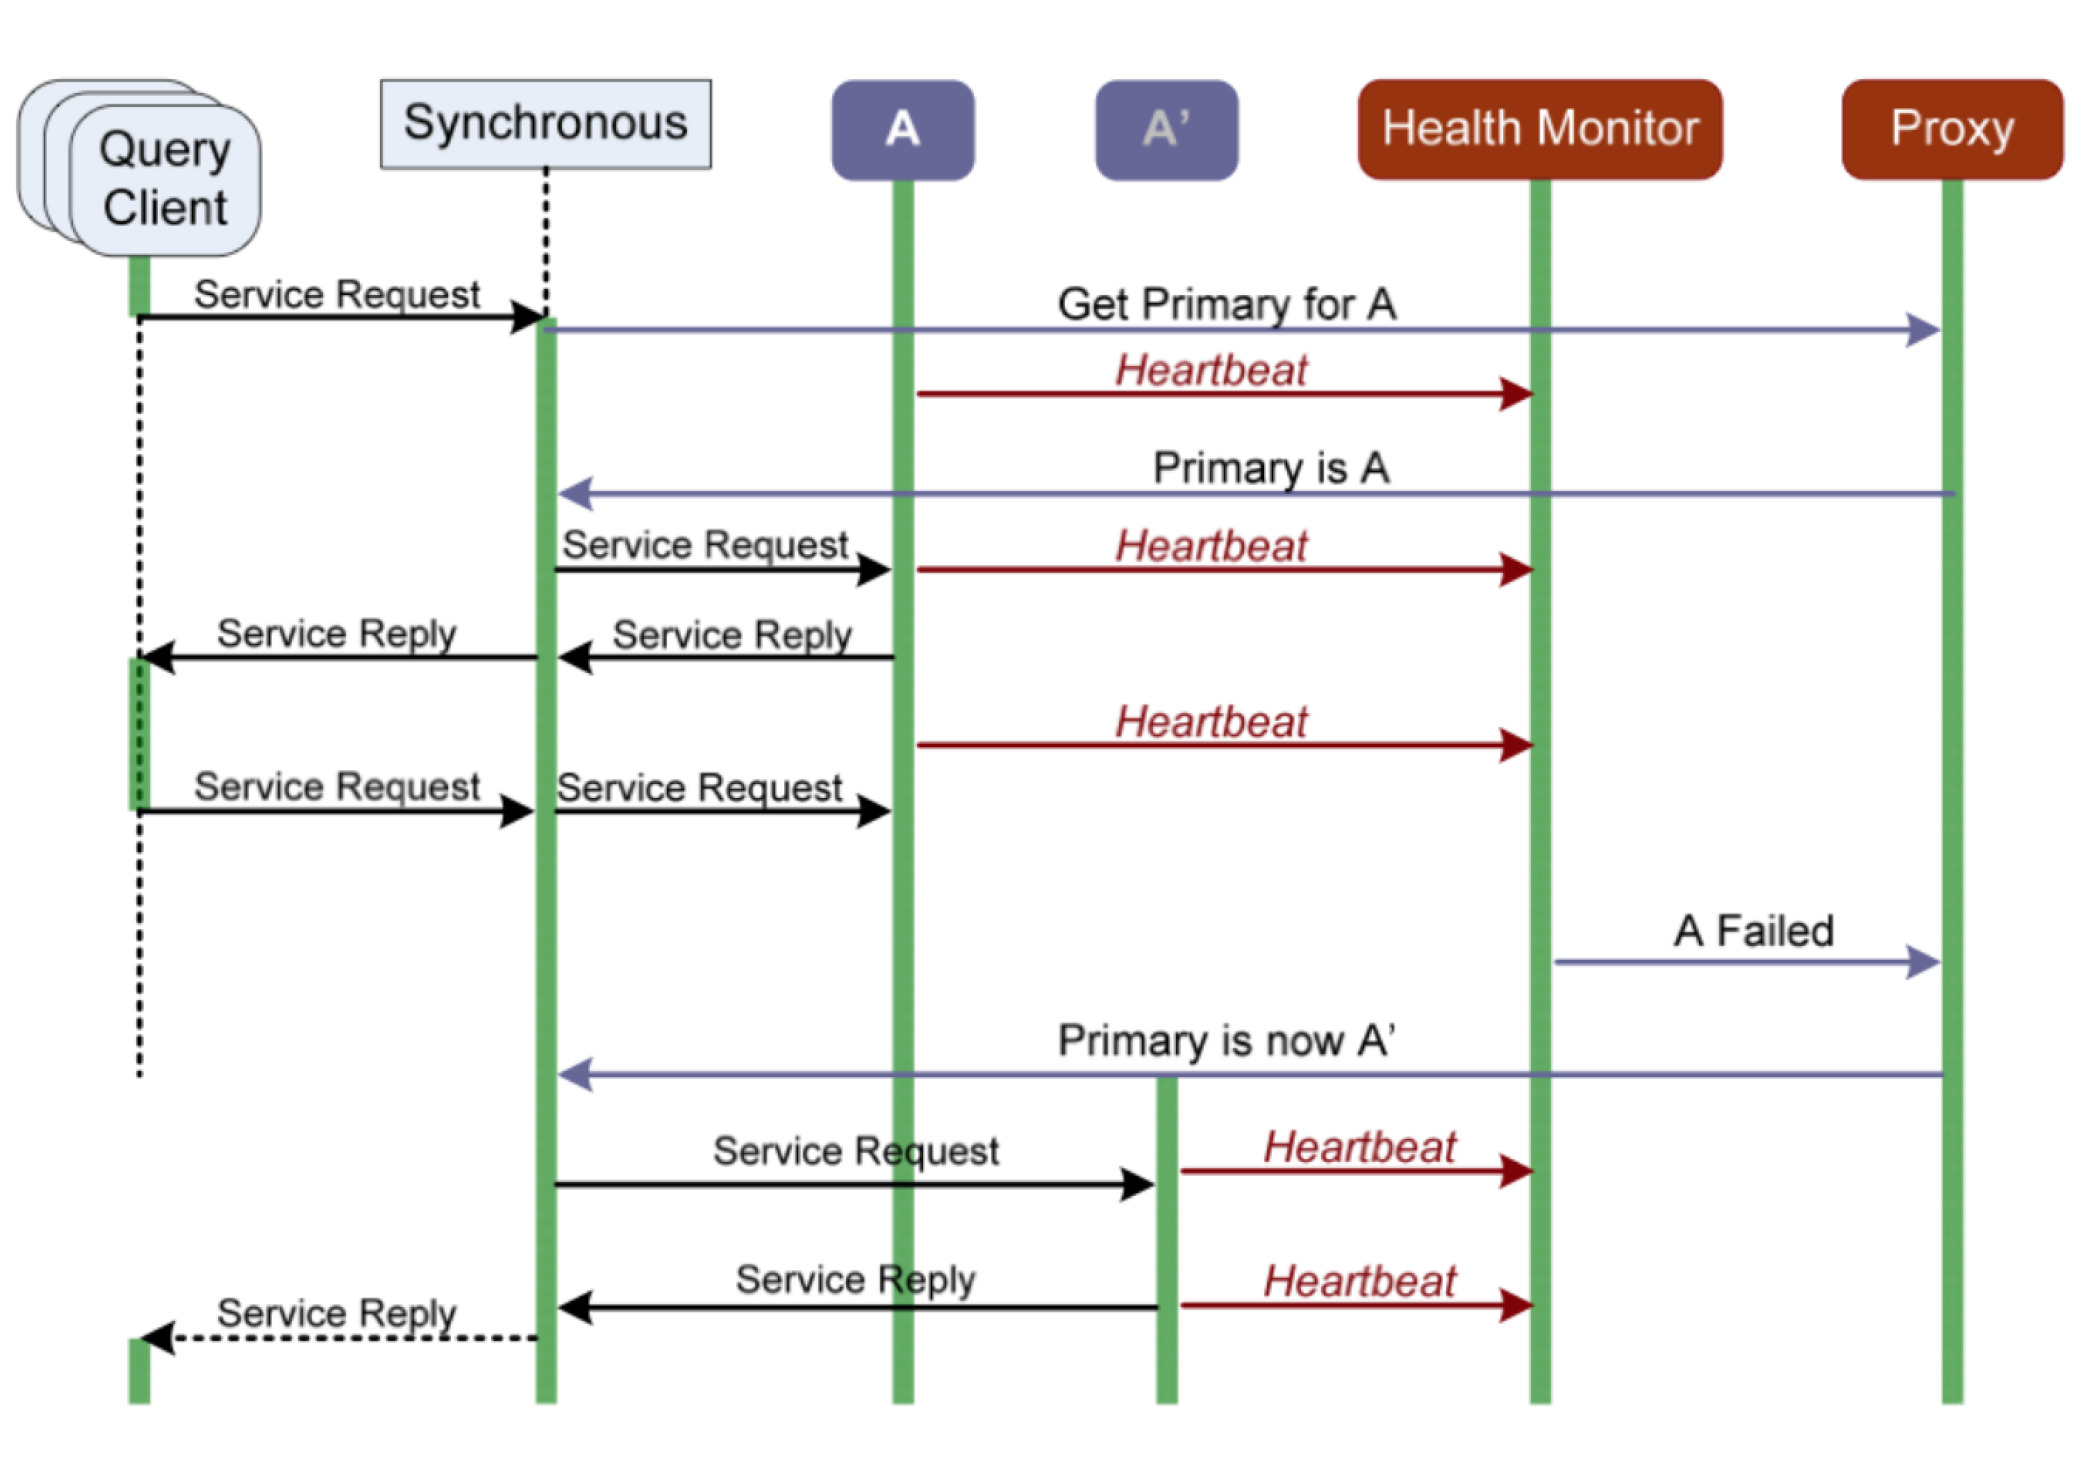 Query
Client
Synchronous
A
A’
Health Monitor
Proxy
Service Request
Get Primary for A
Heartbeat
Primary is A
Service Request
Heartbeat
Service Reply
Service Reply
Heartbeat
Service Request
Service Request
A Failed
Primary is now A’
Service Request
Heartbeat
Service Reply
Heartbeat
Service Reply